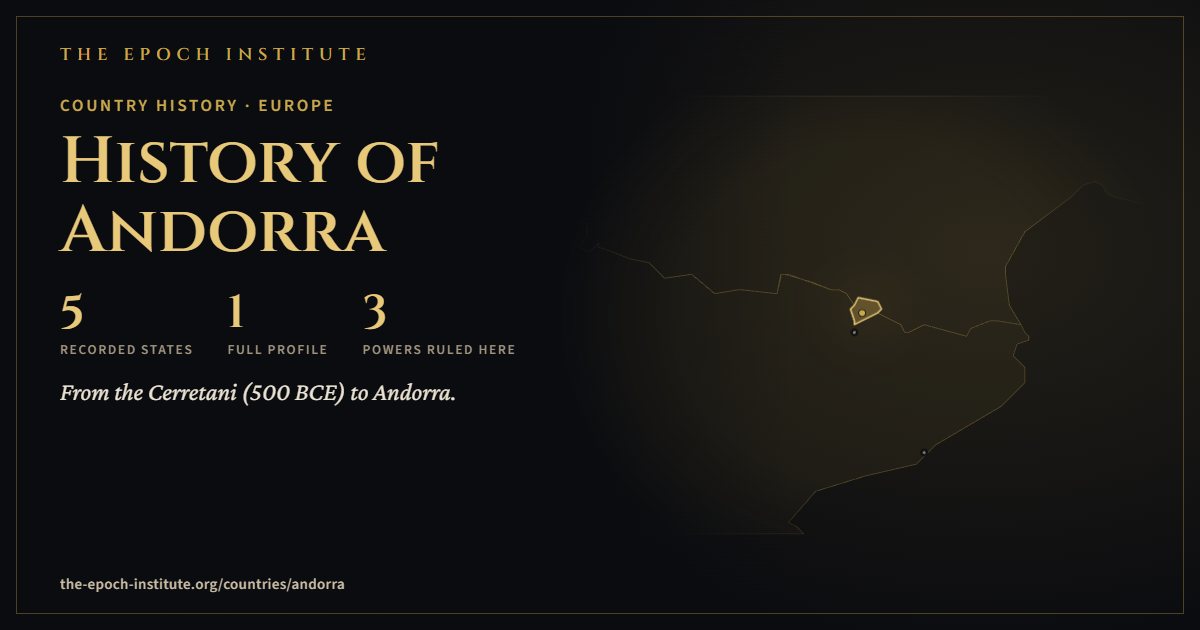 THE EPOCH INSTITUTE
COUNTRY HISTORY · EUROPE
HISTORY OF
ANDORRA
5 1 3
RECORDED STATES FULL PROFILE POWERS RULED HERE
From the Cerretani (500 BCE) to Andorra.
the-epoch-institute.org/countries/andorra